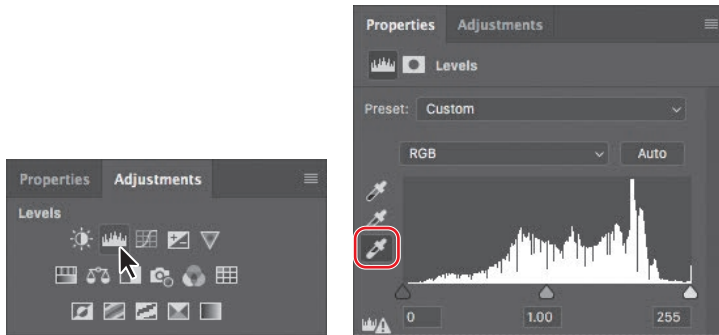 Properties Adjustments
Levels
Properties Adjustments
Levels
Preset: Custom
RGB Auto
0 1.00 255